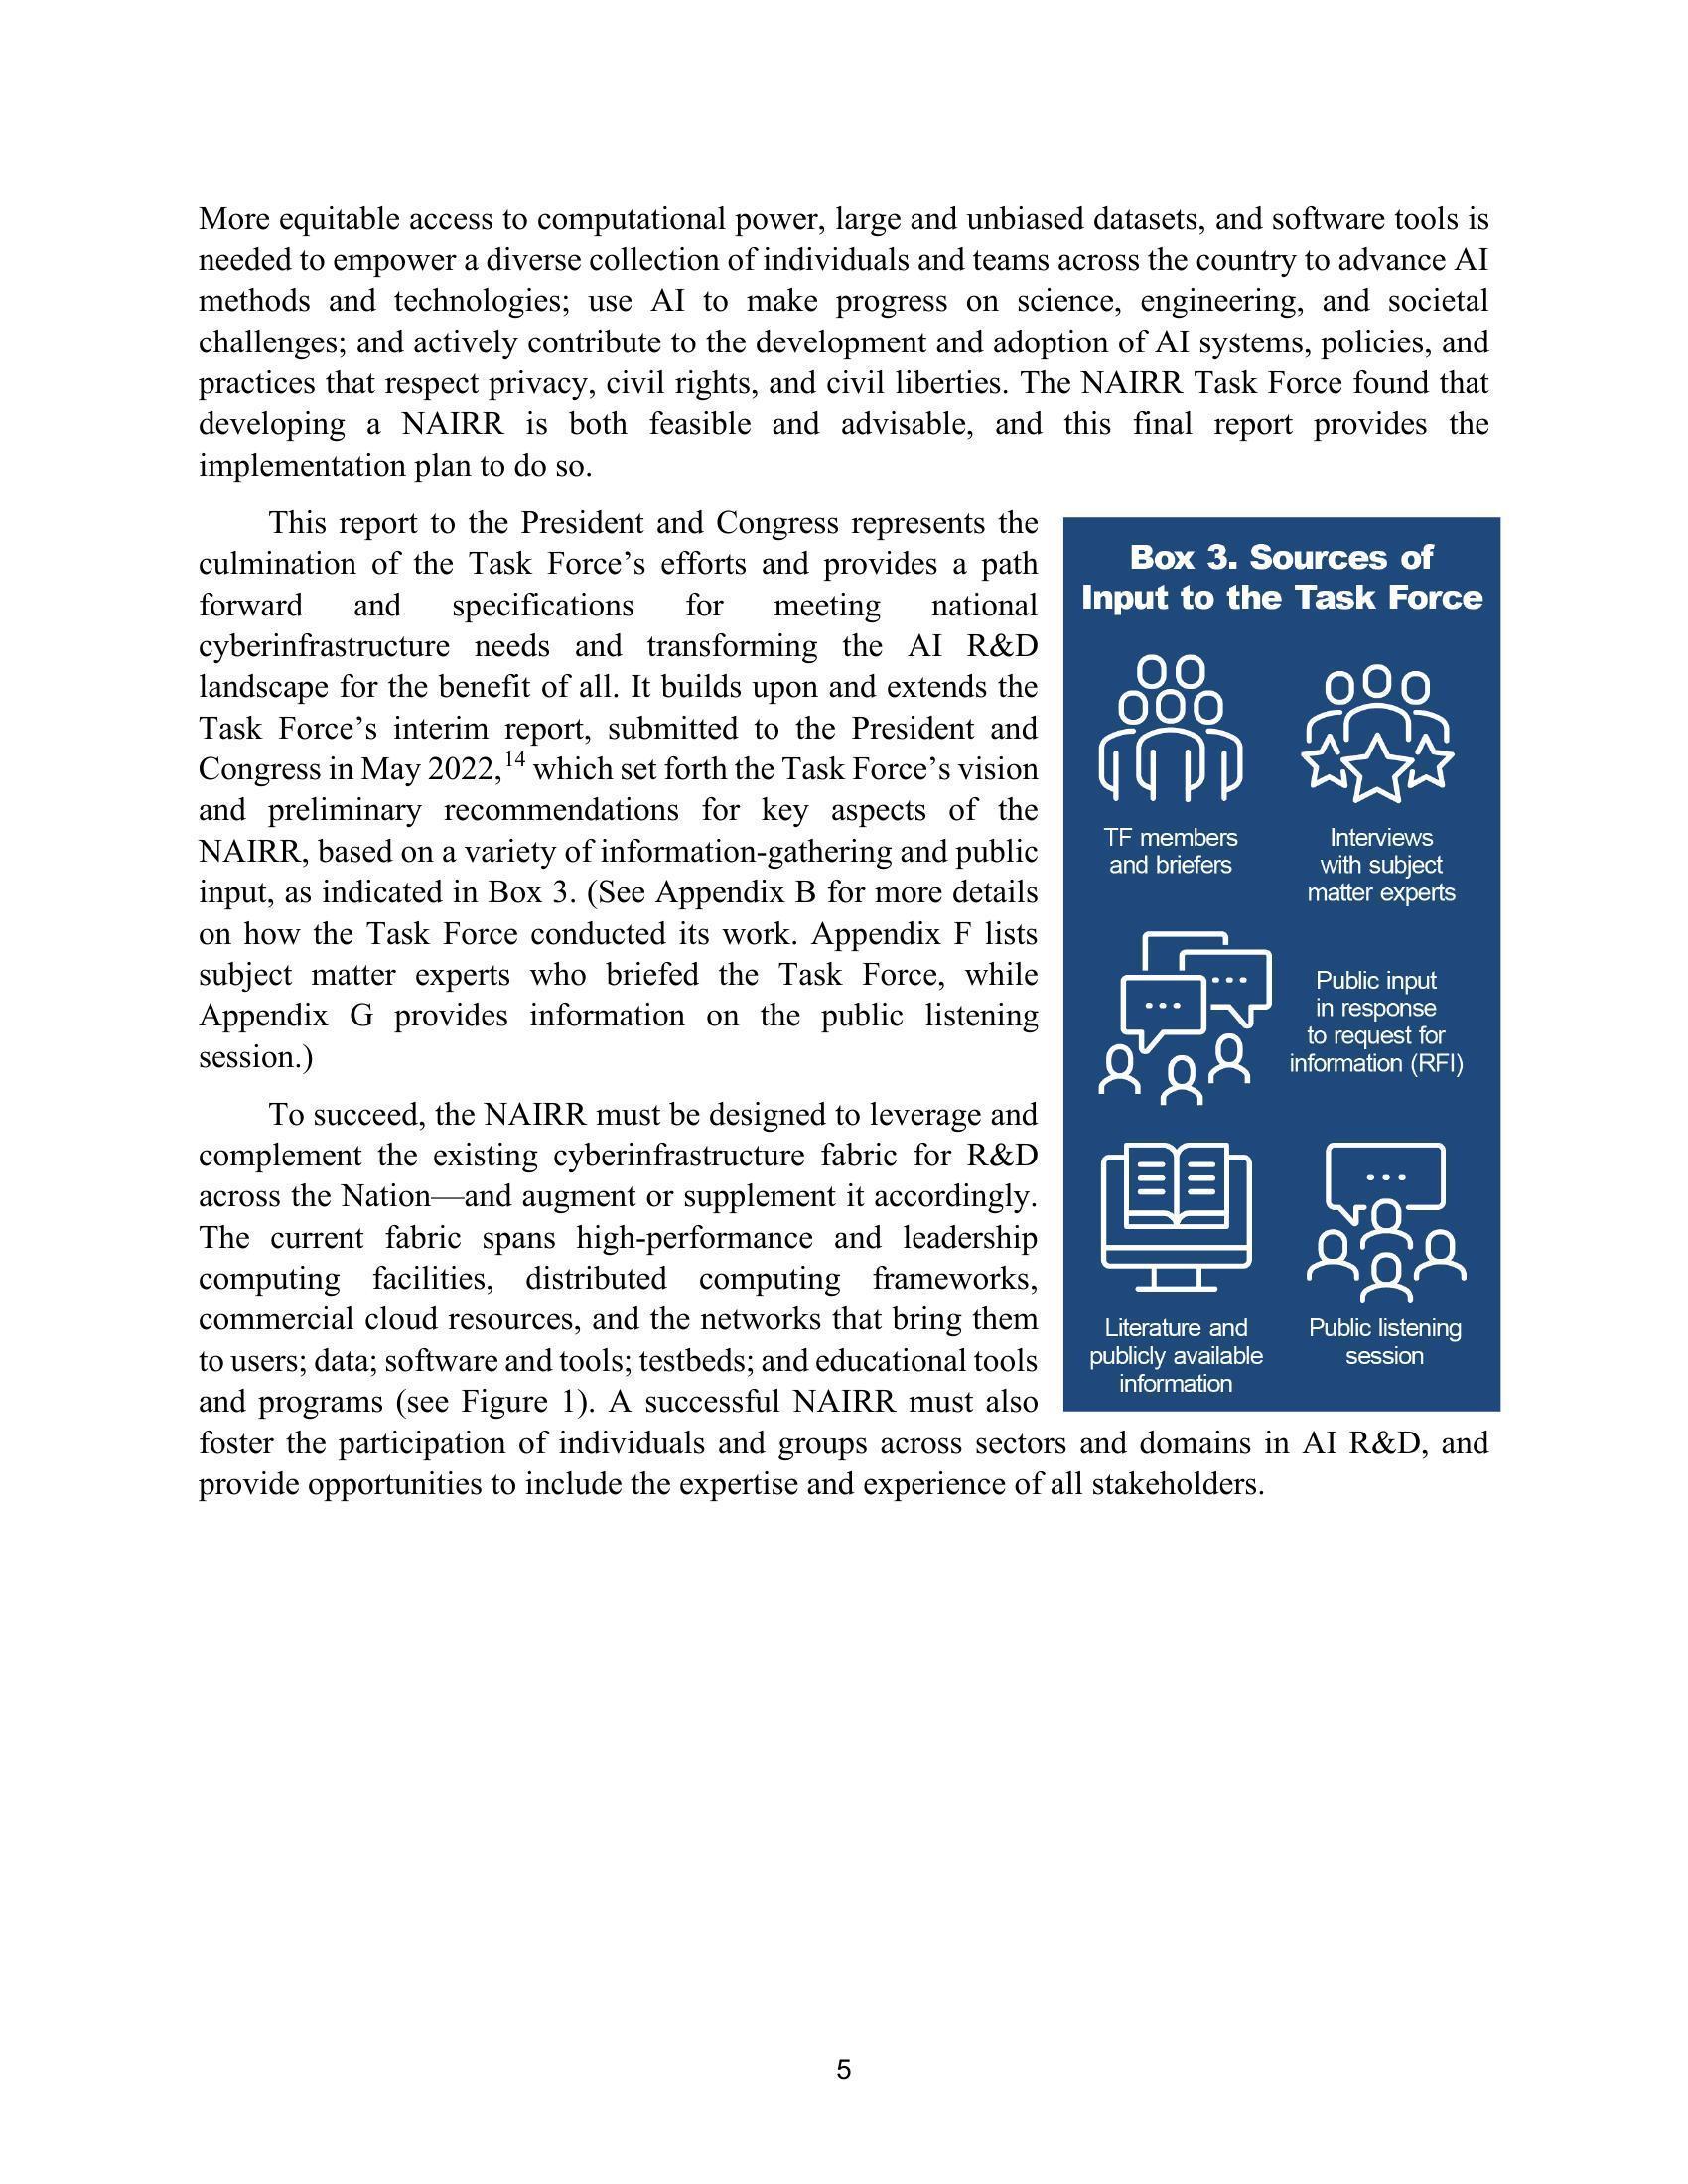 More equitable access to computational power, large and unbiased datasets, and software tools is
needed to empower a diverse collection of individuals and teams across the country to advance AI
methods and technologies; use AI to make progress on science, engineering, and societal
challenges; and actively contribute to the development and adoption of AI systems, policies, and
practices that respect privacy, civil rights, and civil liberties. The NAIRR Task Force found that
developing a NAIRR is both feasible and advisable, and this final report provides the
implementation plan to do so.
This report to the President and Congress represents the
culmination of the Task Force’s efforts and provides a path
forward and specifications for meeting national
cyberinfrastructure needs and transforming the AI R&D
landscape for the benefit of all. It builds upon and extends the
Task Force’s interim report, submitted to the President and
Congress in May 2022,14 which set forth the Task Force’s vision
and preliminary recommendations for key aspects of the
NAIRR, based on a variety of information-gathering and public
input, as indicated in Box 3. (See Appendix B for more details
on how the Task Force conducted its work. Appendix F lists
subject matter experts who briefed the Task Force, while
Appendix G provides information on the public listening
session.)
To succeed, the NAIRR must be designed to leverage and
complement the existing cyberinfrastructure fabric for R&D
across the Nation—and augment or supplement it accordingly.
The current fabric spans high-performance and leadership
computing facilities, distributed computing frameworks,
commercial cloud resources, and the networks that bring them
to users; data; software and tools; testbeds; and educational tools
and programs (see Figure 1). A successful NAIRR must also
foster the participation of individuals and groups across sectors and domains in AI R&D, and
provide opportunities to include the expertise and experience of all stakeholders.
Box 3. Sources of
Input to the Task Force
TF members
and briefers
Interviews
with subject
matter experts
Public input
in response
to request for
information (RFI)
Literature and
publicly available
information
Public listening
session
5